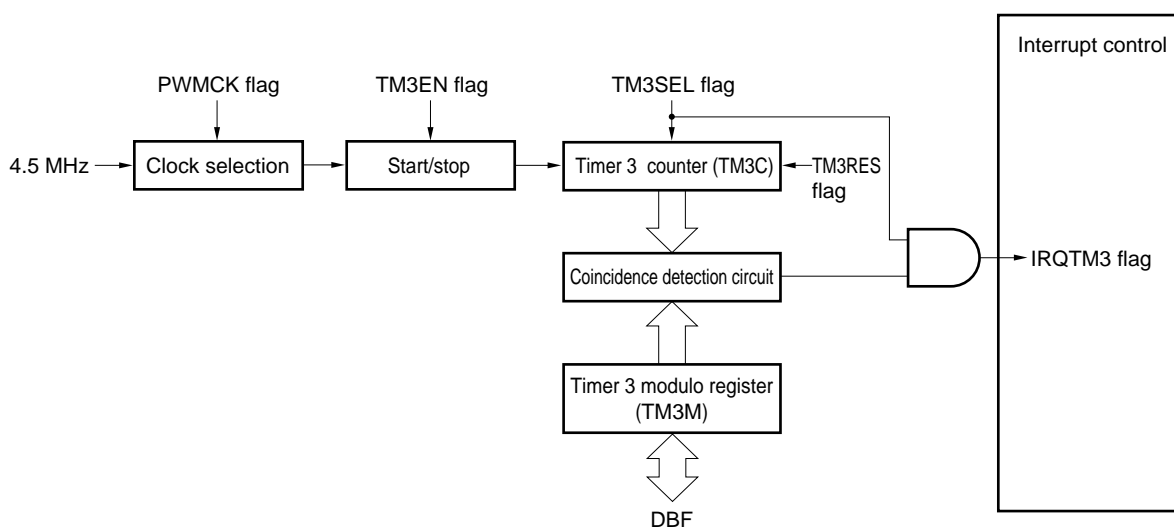 Interrupt control
PWMCK flag
TM3EN flag
TM3SEL flag
4.5 MHz
Clock selection
Start/stop
Timer 3 counter (TM3C)
TM3RES
flag
Coincidence detection circuit
IRQTM3 flag
Timer 3 modulo register
(TM3M)
DBF